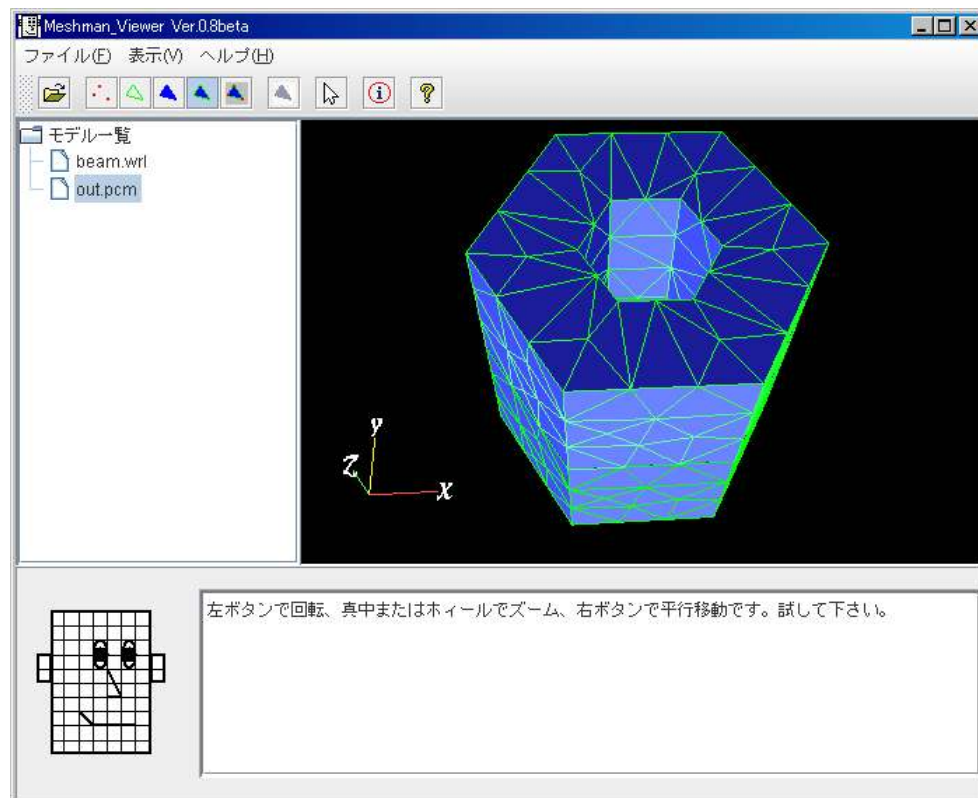 Meshman_Viewer Ver.0.8beta
ファイル(F) 表示(V) ヘルプ(H)
モデル一覧
beam.wrl
out.pcm
y
Z
X
左ボタンで回転、真中またはホィールでズーム、右ボタンで平行移動です。試して下さい。